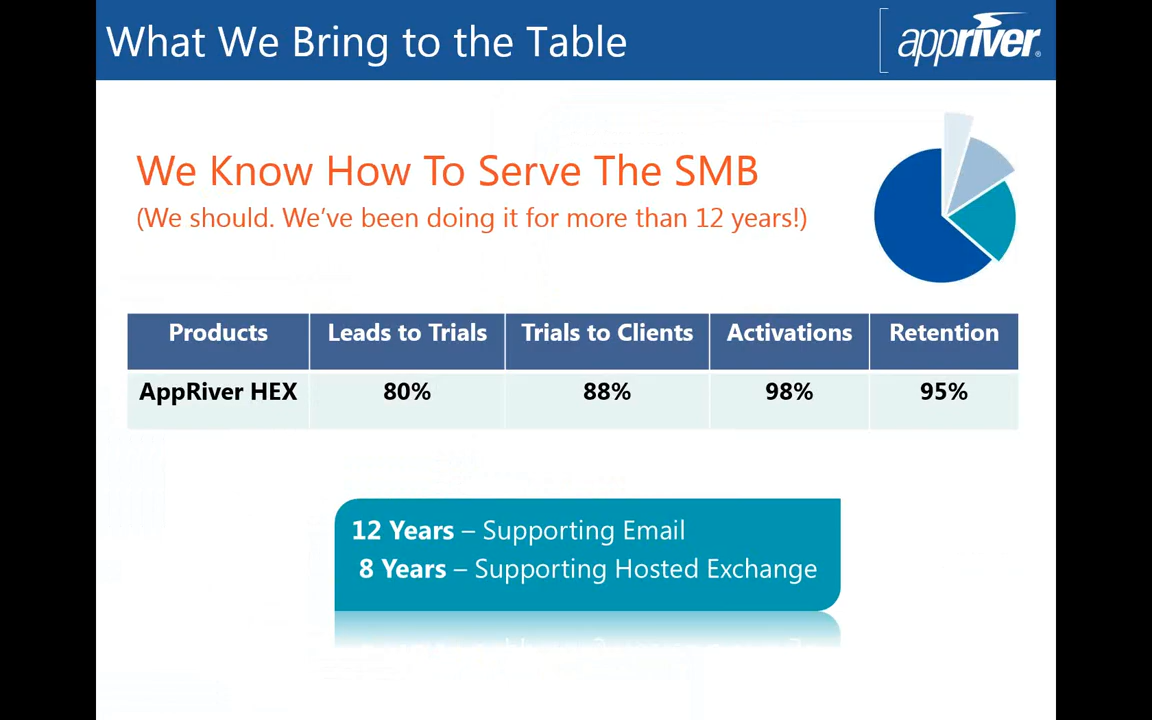 What We Bring to the Table
appriver®
We Know How To Serve The SMB
(We should. We've been doing it for more than 12 years!)
Products Leads to Trials Trials to Clients Activations Retention
AppRiver HEX 80% 88% 98% 95%
12 Years – Supporting Email
8 Years – Supporting Hosted Exchange